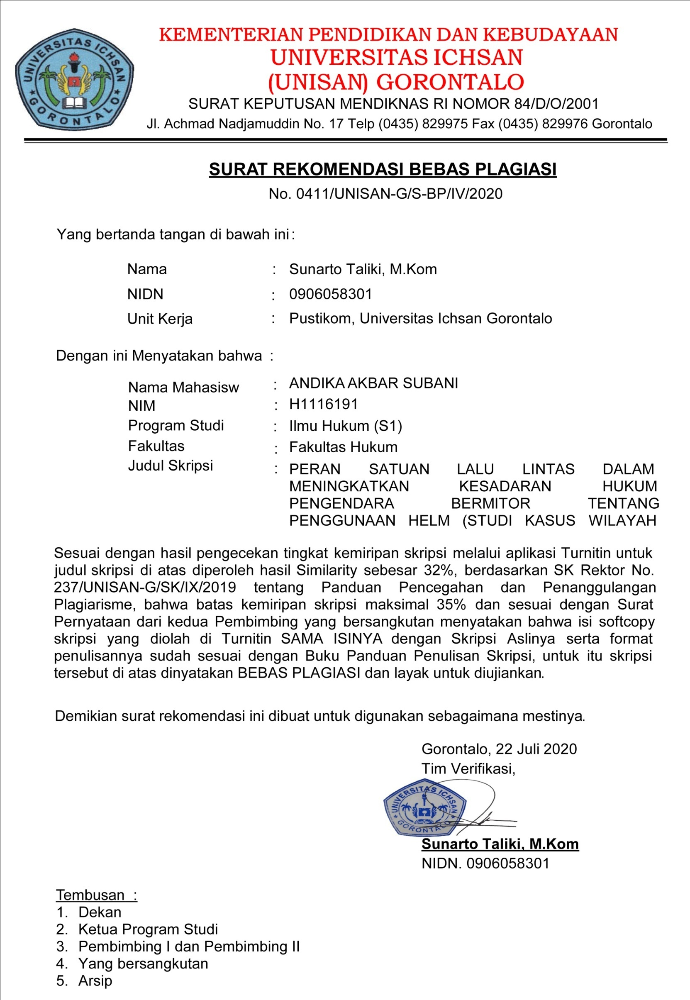 UNIVERSITAS ICHSAN
GORONTALO
KEMENTERIAN PENDIDIKAN DAN KEBUDAYAAN
UNIVERSITAS ICHSAN
(UNISAN) GORONTALO
SURAT KEPUTUSAN MENDIKNAS RI NOMOR 84/D/O/2001
Jl. Achmad Nadjamuddin No. 17 Telp (0435) 829975 Fax (0435) 829976 Gorontalo
SURAT REKOMENDASI BEBAS PLAGIASI
No. 0411/UNISAN-G/S-BP/IV/2020
Yang bertanda tangan di bawah ini :
Nama : Sunarto Taliki, M.Kom
NIDN : 0906058301
Unit Kerja : Pustikom, Universitas Ichsan Gorontalo
Dengan ini Menyatakan bahwa :
Nama Mahasisw : ANDIKA AKBAR SUBANI
NIM : H1116191
Program Studi : Ilmu Hukum (S1)
Fakultas : Fakultas Hukum
Judul Skripsi : PERAN SATUAN LALU LINTAS DALAM
MENINGKATKAN KESADARAN HUKUM
PENGENDARA BERMITOR TENTANG
PENGGUNAAN HELM (STUDI KASUS WILAYAH
Sesuai dengan hasil pengecekan tingkat kemiripan skripsi melalui aplikasi Turnitin untuk
judul skripsi di atas diperoleh hasil Similarity sebesar 32%, berdasarkan SK Rektor No.
237/UNISAN-G/SK/IX/2019 tentang Panduan Pencegahan dan Penanggulangan
Plagiarisme, bahwa batas kemiripan skripsi maksimal 35% dan sesuai dengan Surat
Pernyataan dari kedua Pembimbing yang bersangkutan menyatakan bahwa isi softcopy
skripsi yang diolah di Turnitin SAMA ISINYA dengan Skripsi Aslinya serta format
penulisannya sudah sesuai dengan Buku Panduan Penulisan Skripsi, untuk itu skripsi
tersebut di atas dinyatakan BEBAS PLAGIASI dan layak untuk diujiankan.
Demikian surat rekomendasi ini dibuat untuk digunakan sebagaimana mestinya.
Gorontalo, 22 Juli 2020
Tim Verifikasi,
UNIVERSITAS ICHSAN
GORONTALO
Sunarto Taliki, M.Kom
NIDN. 0906058301
Tembusan :
1. Dekan
2. Ketua Program Studi
3. Pembimbing I dan Pembimbing II
4. Yang bersangkutan
5. Arsip